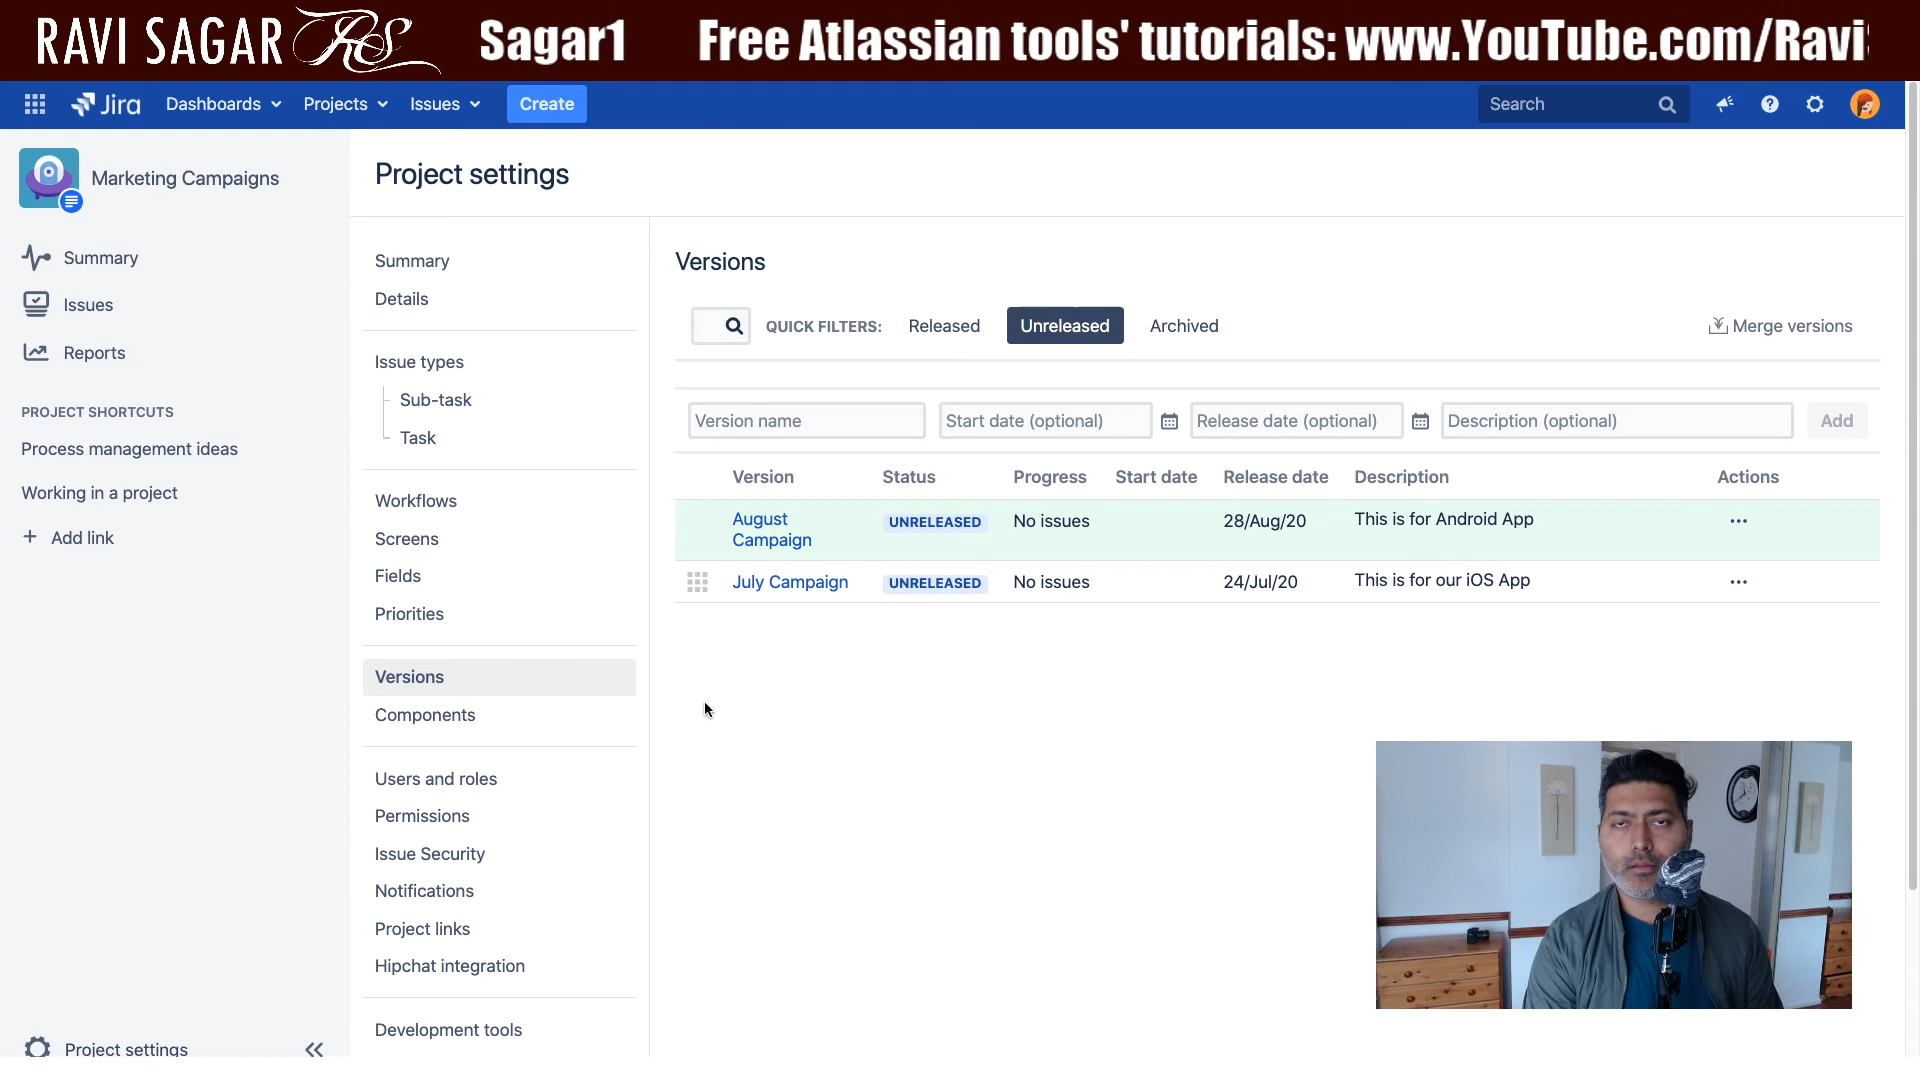 RAVI SAGAR RS Sagar1 Free Atlassian tools' tutorials: www.YouTube.com/Ravi
Jira Dashboards Projects Issues Create Search
Marketing Campaigns
Summary
Issues
Reports
PROJECT SHORTCUTS
Process management ideas
Working in a project
+ Add link
Project settings
Project settings
Summary
Details
Issue types
Sub-task
Task
Workflows
Screens
Fields
Priorities
Versions
Components
Users and roles
Permissions
Issue Security
Notifications
Project links
Hipchat integration
Development tools
Versions
QUICK FILTERS: Released Unreleased Archived Merge versions
Version name Start date (optional) Release date (optional) Description (optional) Add
Version Status Progress Start date Release date Description Actions
August Campaign UNRELEASED No issues 28/Aug/20 This is for Android App ...
July Campaign UNRELEASED No issues 24/Jul/20 This is for our iOS App ...